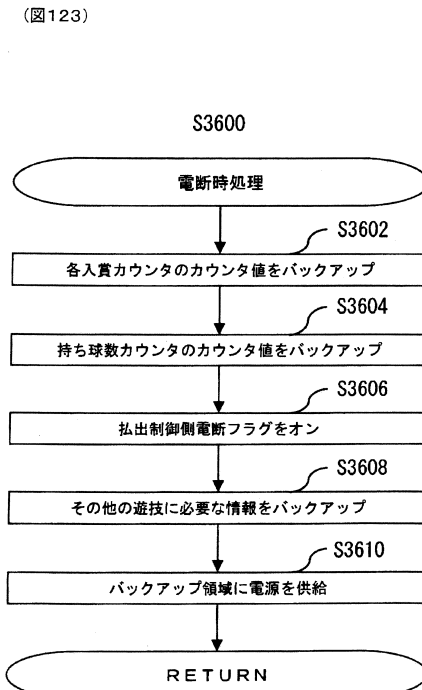 (図123)
S3600
電断時処理
S3602
各入賞カウンタのカウンタ値をバックアップ
S3604
持ち球数カウンタのカウンタ値をバックアップ
S3606
払出制御側電断フラグをオン
S3608
その他の遊技に必要な情報をバックアップ
S3610
バックアップ領域に電源を供給
RETURN